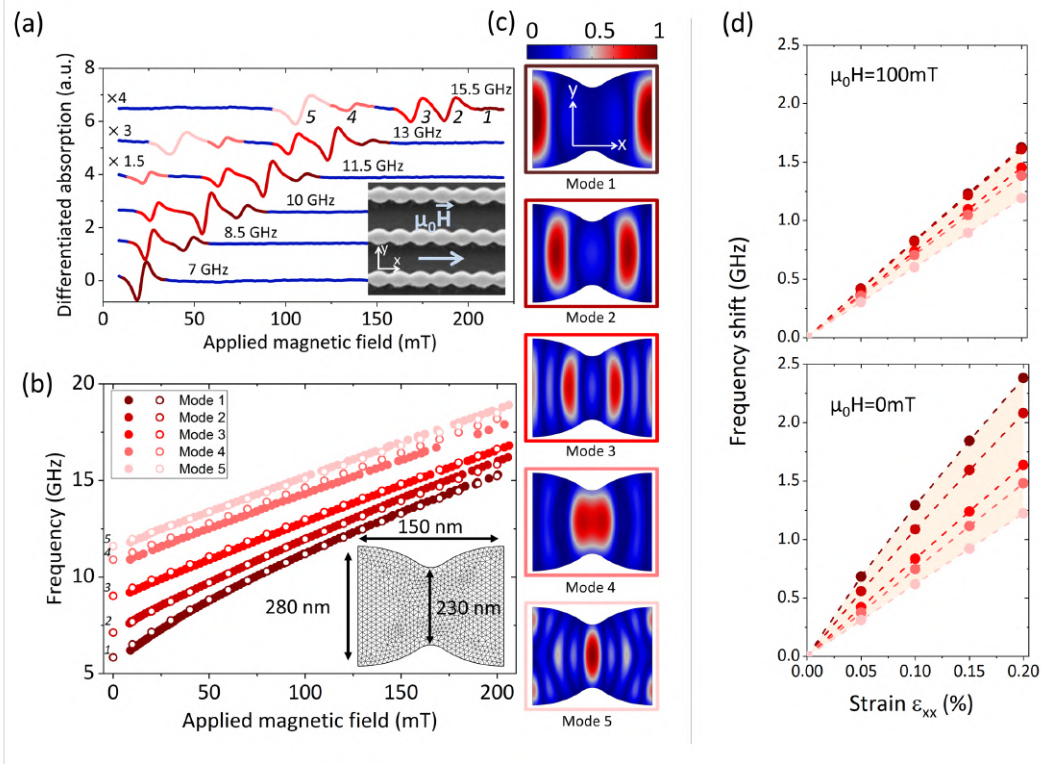 (a)
Differentiated absorption (a.u.)
8
6
4
2
0
×4
× 3
× 1.5
15.5 GHz
5
4
3
2
1
13 GHz
11.5 GHz
10 GHz
8.5 GHz
7 GHz
μ₀H
y
x
0
50
100
150
200
Applied magnetic field (mT)
(b)
Frequency (GHz)
20
15
10
5
Mode 1
Mode 2
Mode 3
Mode 4
Mode 5
5
4
3
2
1
150 nm
280 nm
230 nm
0
50
100
150
200
Applied magnetic field (mT)
(c)
0
0.5
1
y
x
Mode 1
Mode 2
Mode 3
Mode 4
Mode 5
(d)
Frequency shift (GHz)
μ₀H=100mT
2.5
2.0
1.5
1.0
0.5
0.0
μ₀H=0mT
2.5
2.0
1.5
1.0
0.5
0.0
0.00
0.05
0.10
0.15
0.20
Strain εxx (%)